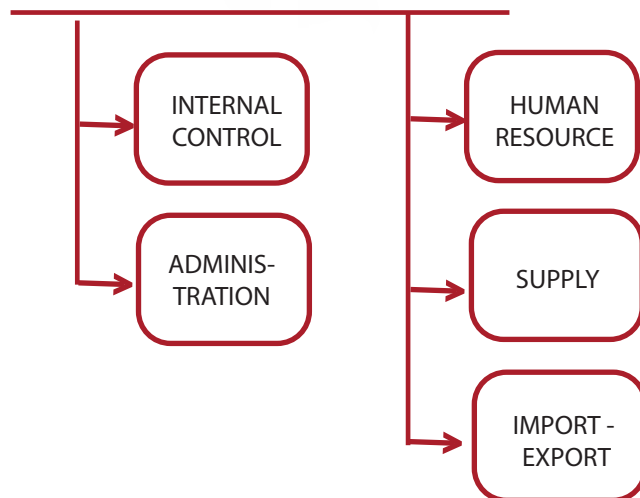 INTERNAL
CONTROL
ADMINIS-
TRATION
HUMAN
RESOURCE
SUPPLY
IMPORT -
EXPORT